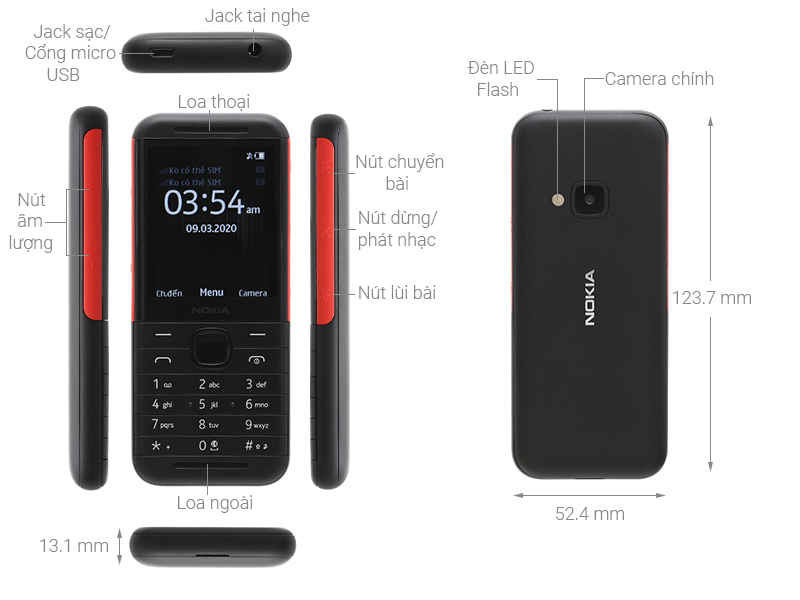 Jack tai nghe
Jack sạc/
Cổng micro
USB
Loa thoại
Đèn LED
Flash
Camera chính
Nút
âm
lượng
Nút chuyển
bài
Nút dừng/
phát nhạc
Nút lùi bài
Ko có thẻ SIM
Ko có thẻ SIM
03:54 am
09.03.2020
Ch.đến Menu Camera
NOKIA
1 2 abc 3 def
4 ghi 5 jkl 6 mno
7 pqrs 8 tuv 9 wxyz
* + 0 #
Loa ngoài
NOKIA
123.7 mm
52.4 mm
13.1 mm